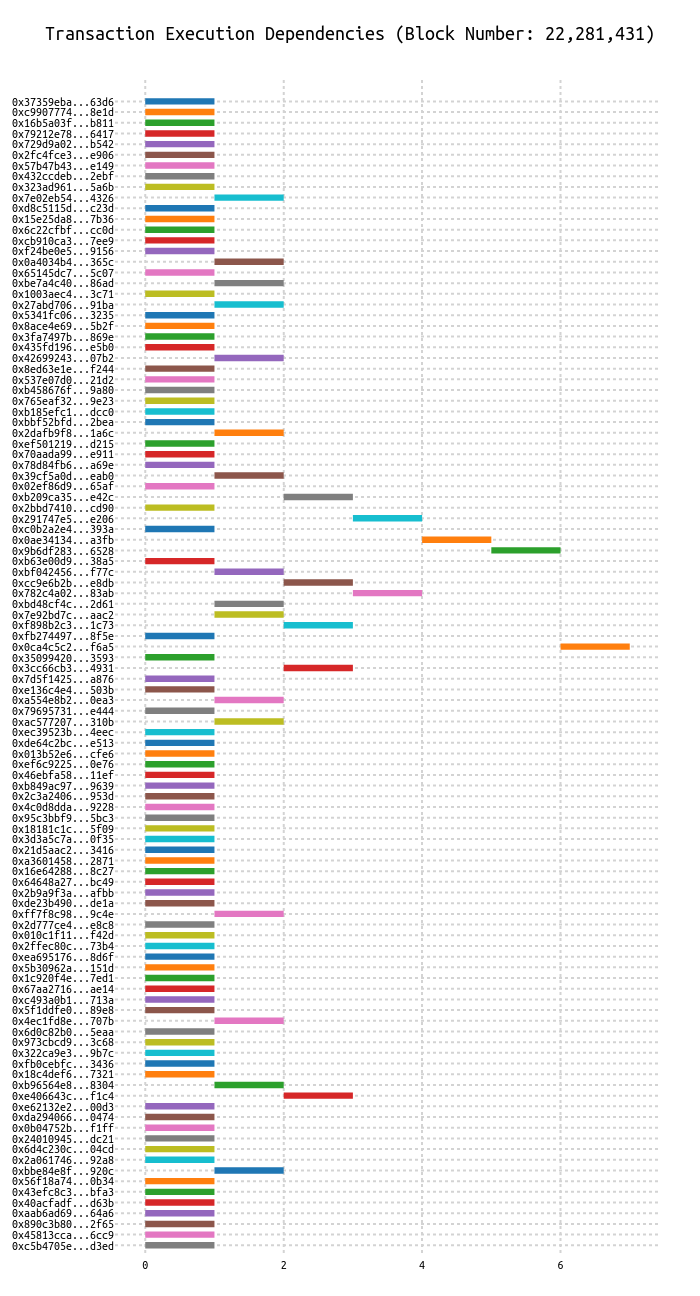 Transaction Execution Dependencies (Block Number: 22,281,431)
0x37359eba...63d6
0xc9907774...8e1d
0x16b5a03f...b811
0x79212e78...6417
0x729d9a02...b542
0x2fc4fce3...e906
0x57b47b43...e149
0x432ccdeb...2ebf
0x323ad961...5a6b
0x7e02eb54...4326
0xd8c5115d...c23d
0x15e25da8...7b36
0x6c22cfbf...cc0d
0xcb910ca3...7ee9
0xf24be0e5...9156
0x0a4034b4...365c
0x65145dc7...5c07
0xbe7a4c40...86ad
0x1003aec4...3c71
0x27abd706...91ba
0x5341fc06...3235
0x8ace4e69...5b2f
0x3fa7497b...869e
0x435fd196...e5b0
0x42699243...07b2
0x8ed63e1e...f244
0x537e07d0...21d2
0xb458676f...9a80
0x765eaf32...9e23
0xb185efc1...dcc0
0xbbf52bfd...2bea
0x2dafb9f8...1a6c
0xef501219...d215
0x70aada99...e911
0x78d84fb6...a69e
0x39cf5a0d...eab0
0x02ef86d9...65af
0xb209ca35...e42c
0x2bbd7410...cd90
0x291747e5...e206
0xc0b2a2e4...393a
0x0ae34134...a3fb
0x9b6df283...6528
0xb63e00d9...38a5
0xbf042456...f77c
0xcc9e6b2b...e8db
0x782c4a02...83ab
0xbd48cf4c...2d61
0x7e92bd7c...aac2
0xf898b2c3...1c73
0xfb274497...8f5e
0x0ca4c5c2...f6a5
0x35099420...3593
0x3cc66cb3...4931
0x7d5f1425...a876
0xe136c4e4...503b
0xa554e8b2...0ea3
0x79695731...e444
0xac577207...310b
0xec39523b...4eec
0xde64c2bc...e513
0x013b52e6...cfe6
0xef6c9225...0e76
0x46ebfa58...11ef
0xb849ac97...9639
0x2c3a2406...953d
0x4c0d8dda...9228
0x95c3bbf9...5bc3
0x18181c1c...5f09
0x3d3a5c7a...0f35
0x21d5aac2...3416
0xa3601458...2871
0x16e64288...8c27
0x64648a27...bc49
0x2b9a9f3a...afbb
0xde23b490...de1a
0xff7f8c98...9c4e
0x2d777ce4...e8c8
0x010c1f11...f42d
0x2ffec80c...73b4
0xea695176...8d6f
0x5b30962a...151d
0x1c920f4e...7ed1
0x67aa2716...ae14
0xc493a0b1...713a
0x5f1ddfe0...89e8
0x4ec1fd8e...707b
0x6d0c82b0...5eaa
0x973cbcd9...3c68
0x322ca9e3...9b7c
0xfb0cebfc...3436
0x18c4def6...7321
0xb96564e8...8304
0xe406643c...f1c4
0xe62132e2...00d3
0xda294066...0474
0x0b04752b...f1ff
0x24010945...dc21
0x6d4c230c...04cd
0x2a061746...92a8
0xbbe84e8f...920c
0x56f18a74...0b34
0x43efc8c3...bfa3
0x40acfadf...d63b
0xaab6ad69...64a6
0x890c3b80...2f65
0x45813cca...6cc9
0xc5b4705e...d3ed
0 2 4 6